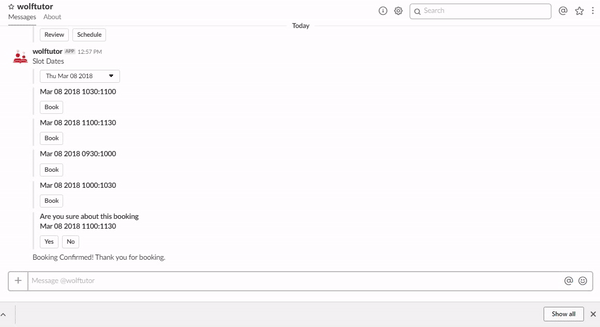 wolftutor
Messages About
Search
Today
Review Schedule
wolftutor APP 12:57 PM
Slot Dates
Thu Mar 08 2018
Mar 08 2018 1030:1100
Book
Mar 08 2018 1100:1130
Book
Mar 08 2018 0930:1000
Book
Mar 08 2018 1000:1030
Book
Are you sure about this booking
Mar 08 2018 1100:1130
Yes No
Booking Confirmed! Thank you for booking.
Message @wolftutor
Show all